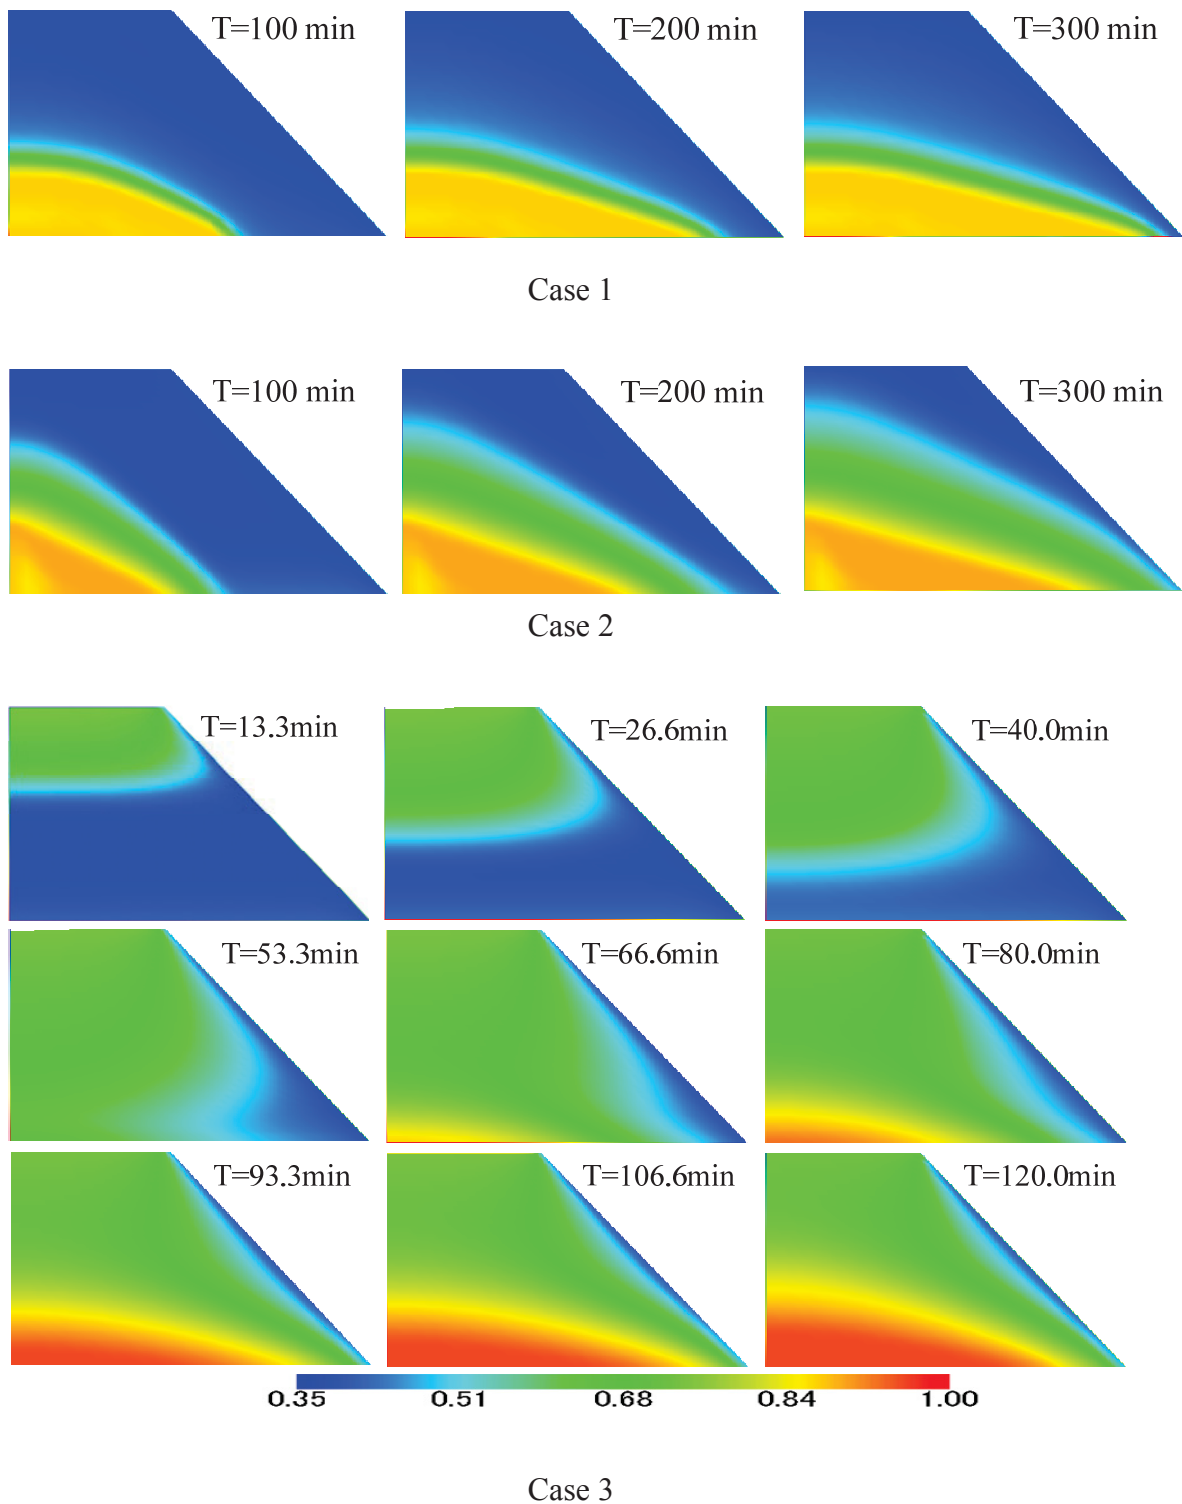 T=100 min
T=200 min
T=300 min
Case 1
T=100 min
T=200 min
T=300 min
Case 2
T=13.3min
T=26.6min
T=40.0min
T=53.3min
T=66.6min
T=80.0min
T=93.3min
T=106.6min
T=120.0min
0.35 0.51 0.68 0.84 1.00
Case 3